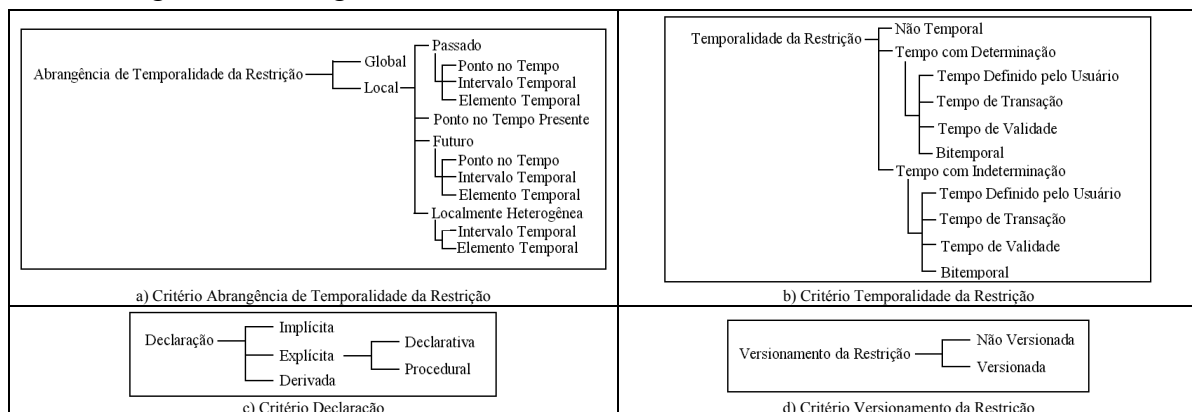 Passado
Ponto no Tempo
Global
Abrangência de Temporalidade da Restrição
Intervalo Temporal
Local
Elemento Temporal
Ponto no Tempo Presente
Futuro
Ponto no Tempo
Intervalo Temporal
Elemento Temporal
Localmente Heterogênea
Intervalo Temporal
Elemento Temporal
a) Critério Abrangência de Temporalidade da Restrição
Não Temporal
Temporalidade da Restrição
Tempo com Determinação
Tempo Definido pelo Usuário
Tempo de Transação
Tempo de Validade
Bitemporal
Tempo com Indeterminação
Tempo Definido pelo Usuário
Tempo de Transação
Tempo de Validade
Bitemporal
b) Critério Temporalidade da Restrição
Implícita
Declaração
Declarativa
Explícita
Procedural
Derivada
c) Critério Declaração
Não Versionada
Versionamento da Restrição
Versionada
d) Critério Versionamento da Restrição